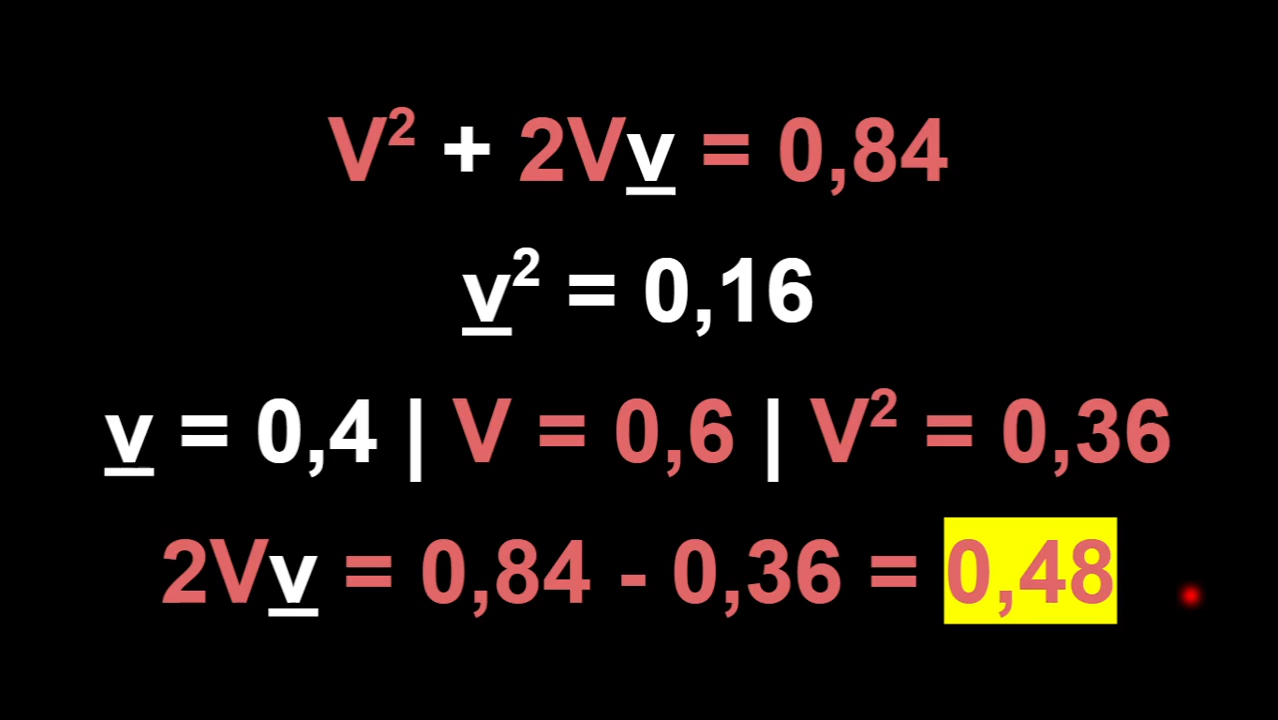 V² + 2Vv = 0,84
v² = 0,16
v = 0,4 | V = 0,6 | V² = 0,36
2Vv = 0,84 - 0,36 = 0,48